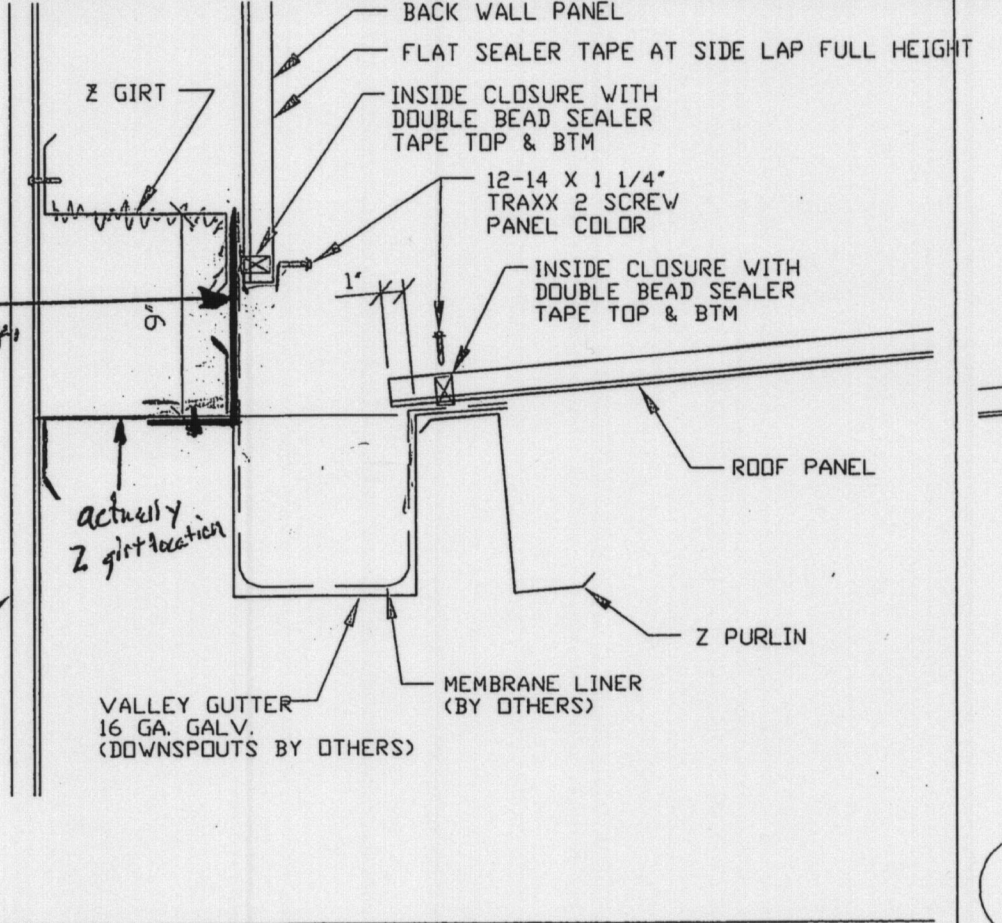 BACK WALL PANEL
FLAT SEALER TAPE AT SIDE LAP FULL HEIGHT
Z GIRT
INSIDE CLOSURE WITH
DOUBLE BEAD SEALER
TAPE TOP & BTM
12-14 X 1 1/4"
TRAXX 2 SCREW
PANEL COLOR
INSIDE CLOSURE WITH
DOUBLE BEAD SEALER
TAPE TOP & BTM
1"
9"
ROOF PANEL
actually
Z girt location
Z PURLIN
VALLEY GUTTER
16 GA. GALV.
(DOWNSPOUTS BY OTHERS)
MEMBRANE LINER
(BY OTHERS)